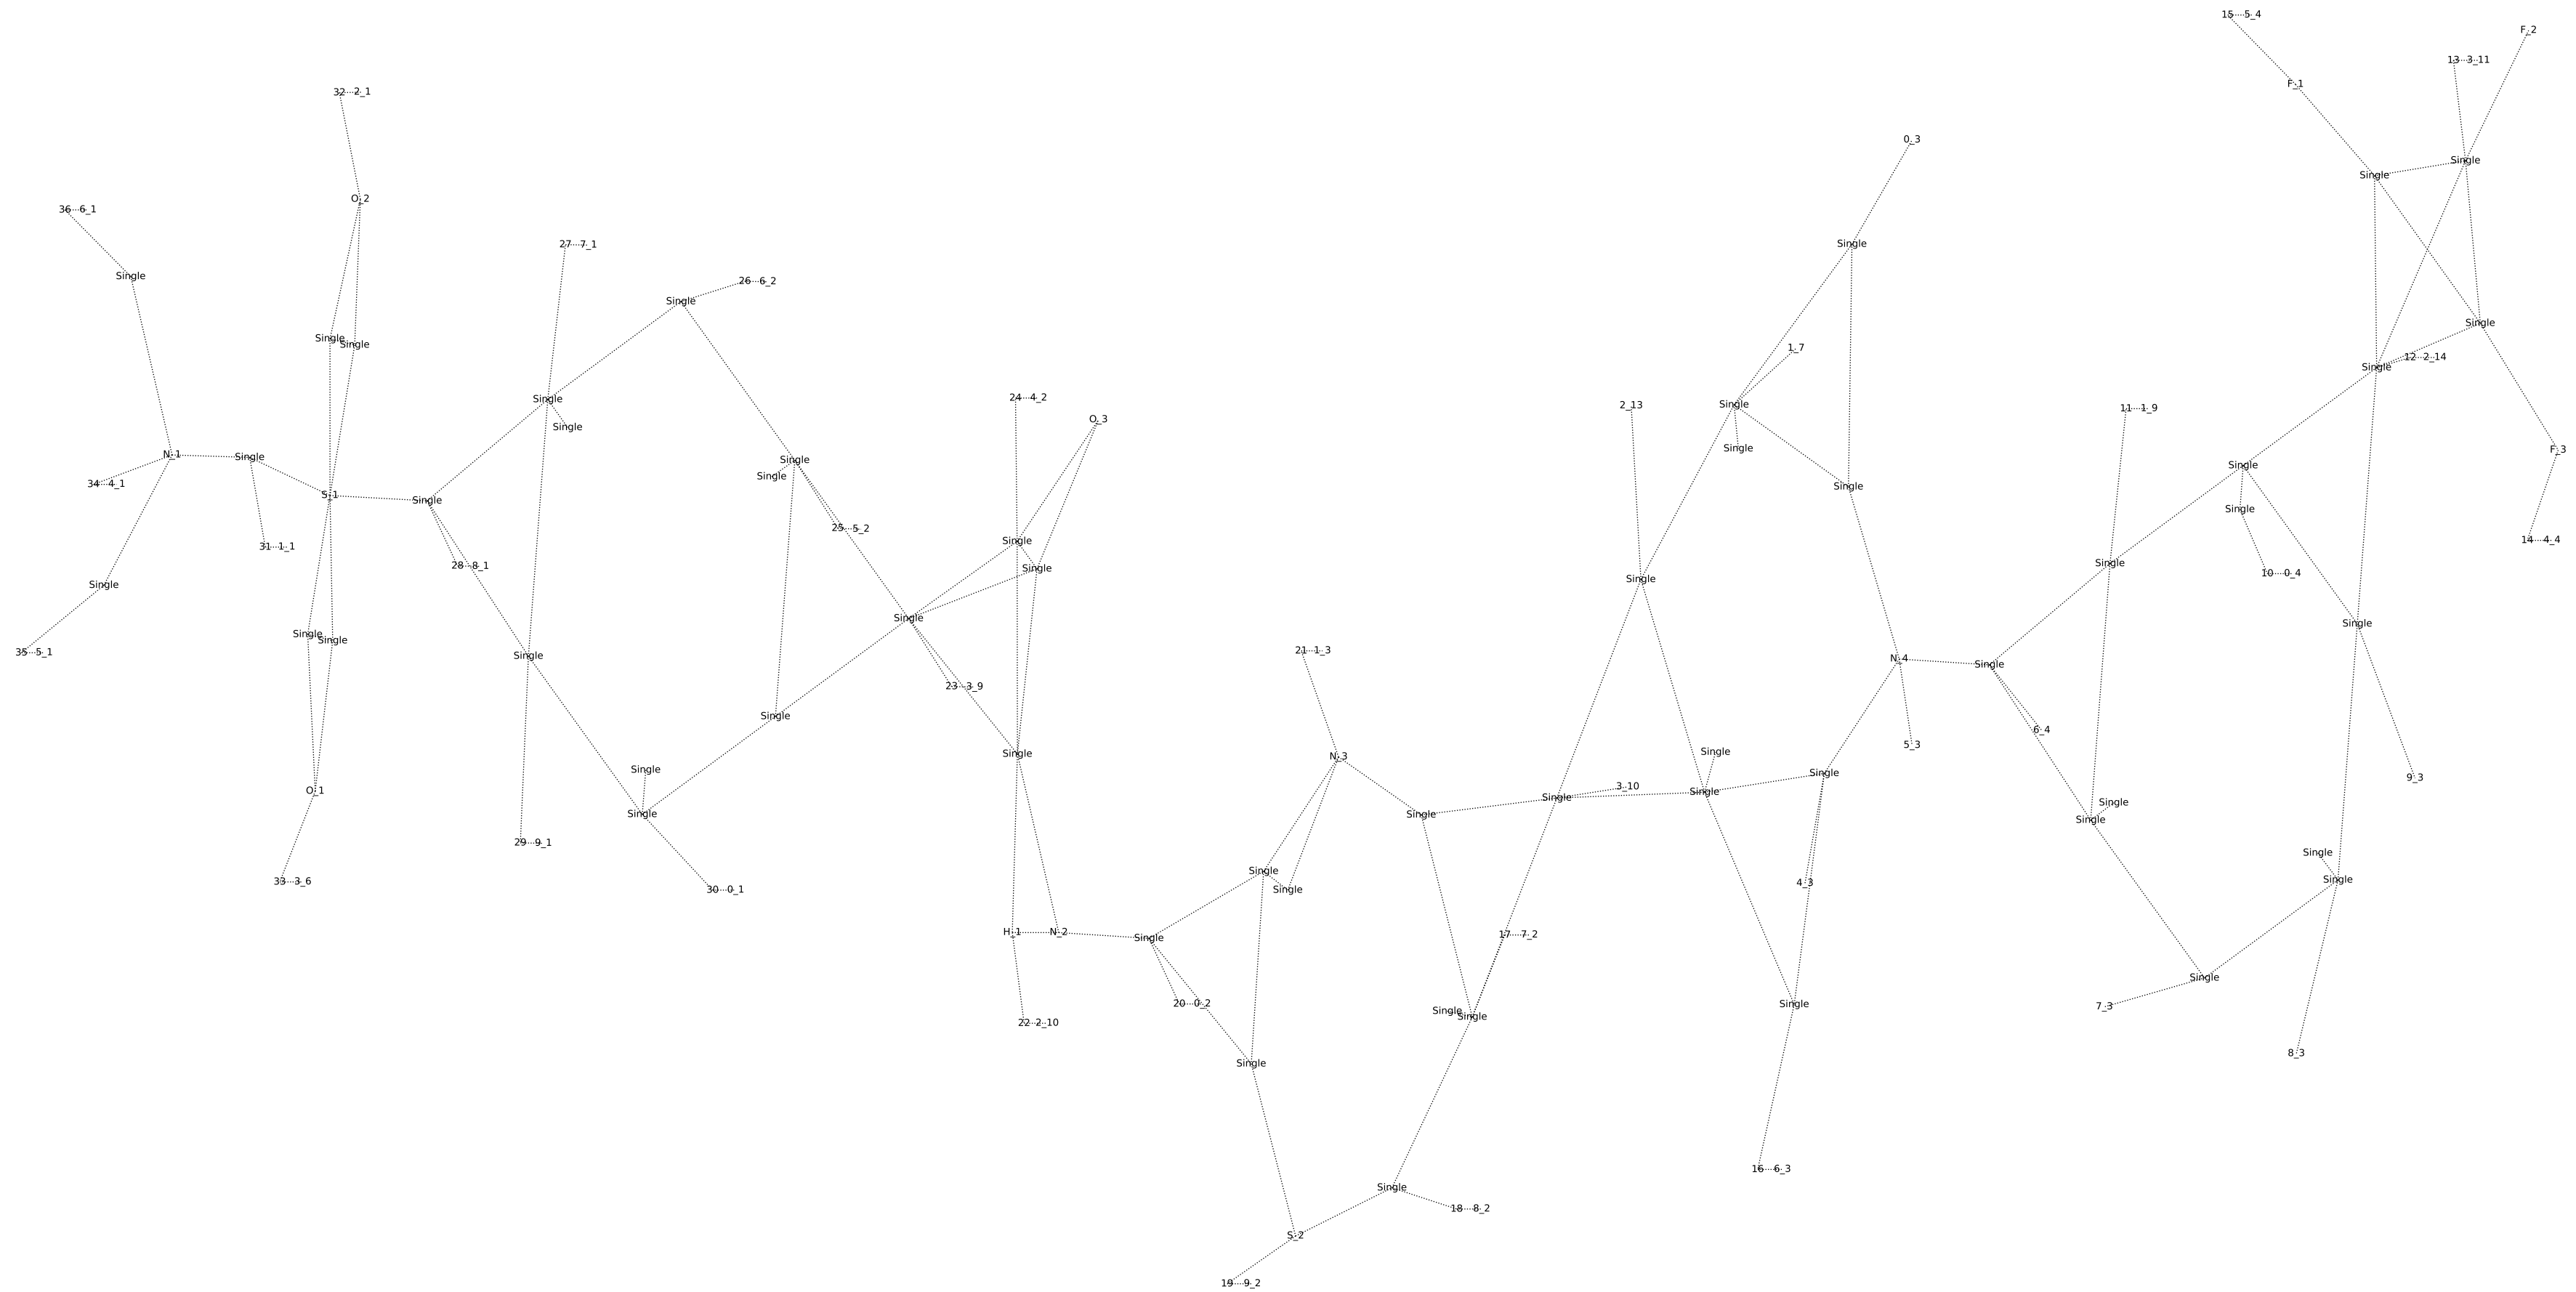 15 5_4
F_2
13 3_11
F_1
32 2_1
0_3
Single
Single
O_2
36 6_1
Single
27 7_1
Single
26 6_2
Single
Single
Single
Single
1_7
12 2 14
Single
24 4_2
Single
Single
2_13
11 1_9
O_3
Single
Single
F_3
N_1
Single
Single
Single
Single
34 4_1
Single
Single
S_1
Single
Single
25 5_2
14 4_4
Single
31 1_1
Single
28 8_1
Single
10 0_4
Single
Single
Single
Single
Single
Single
21 1_3
35 5_1
Single
N_4
Single
23 3_9
Single
6_4
5_3
Single
Single
N_3
Single
Single
9_3
3_10
O_1
Single
Single
Single
Single
Single
Single
29 9_1
Single
Single
33 3_6
4_3
30 0_1
Single
H_1
N_2
17 7_2
Single
Single
20 0_2
Single
7_3
Single
Single
22 2_10
8_3
Single
16 6_3
Single
18 8_2
S_2
19 9_2